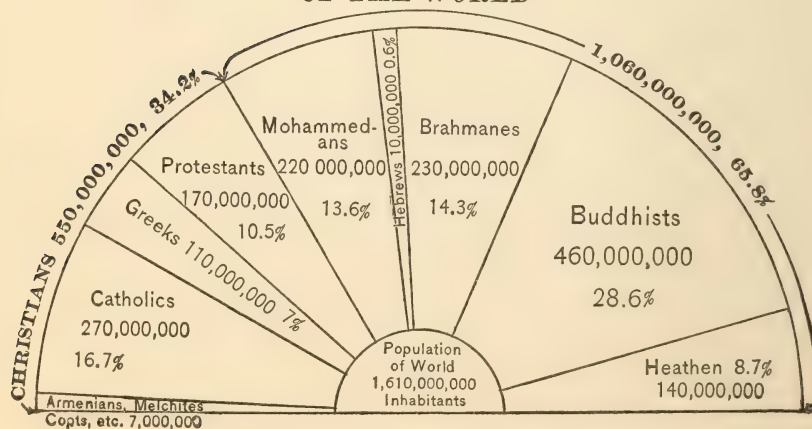 OF THE WORLD
CHRISTIANS 550,000,000, 34.2%
1,060,000,000, 65.8%
Armenians, Melchites
Copts, etc. 7,000,000
Catholics
270,000,000
16.7%
Greeks 110,000,000 7%
Protestants
170,000,000
10.5%
Mohammed-
ans
220 000,000
13.6%
Hebrews 10,000,000 0.6%
Brahmanes
230,000,000
14.3%
Buddhists
460,000,000
28.6%
Heathen 8.7%
140,000,000
Population
of World
1,610,000,000
Inhabitants